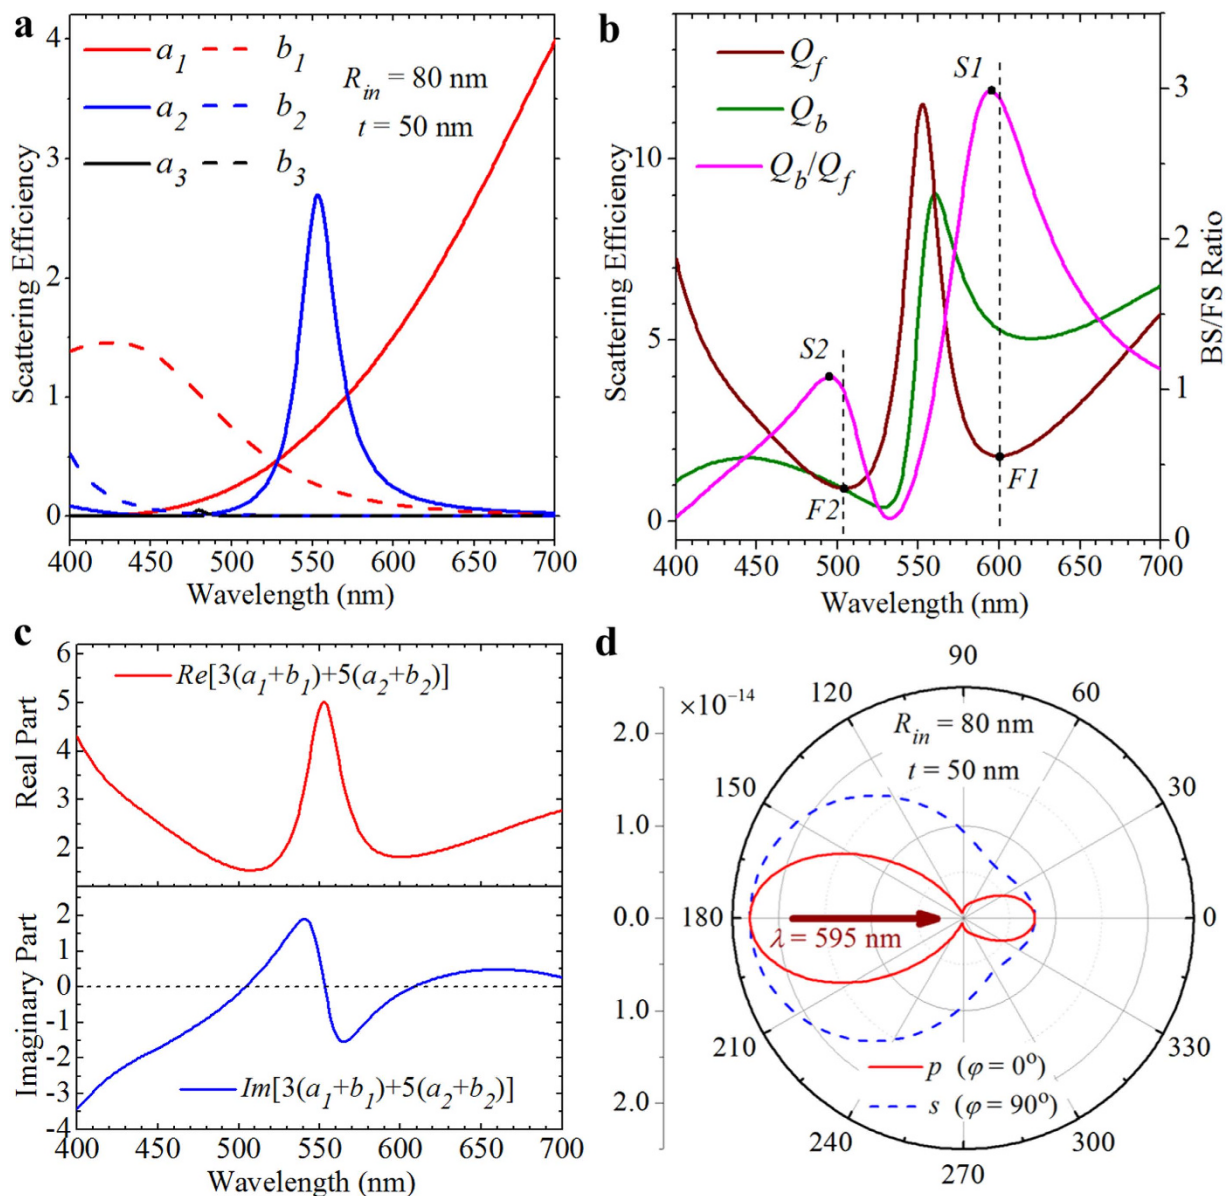 a
a1 b1
a2 b2
a3 b3
Rin = 80 nm
t = 50 nm
Scattering Efficiency
4
3
2
1
0
400 450 500 550 600 650 700
Wavelength (nm)
b
Qf
Qb
Qb/Qf
S1
S2
F1
F2
Scattering Efficiency
10
5
0
BS/FS Ratio
3
2
1
0
400 450 500 550 600 650 700
Wavelength (nm)
c
Re[3(a1+b1)+5(a2+b2)]
Real Part
6
5
4
3
2
Im[3(a1+b1)+5(a2+b2)]
Imaginary Part
2
1
0
-1
-2
-3
-4
400 450 500 550 600 650 700
Wavelength (nm)
d
×10-14
2.0
1.0
0.0
1.0
2.0
90
120 60
150 30
180 0
210 330
240 300
270
Rin = 80 nm
t = 50 nm
λ = 595 nm
p (φ = 0o)
s (φ = 90o)